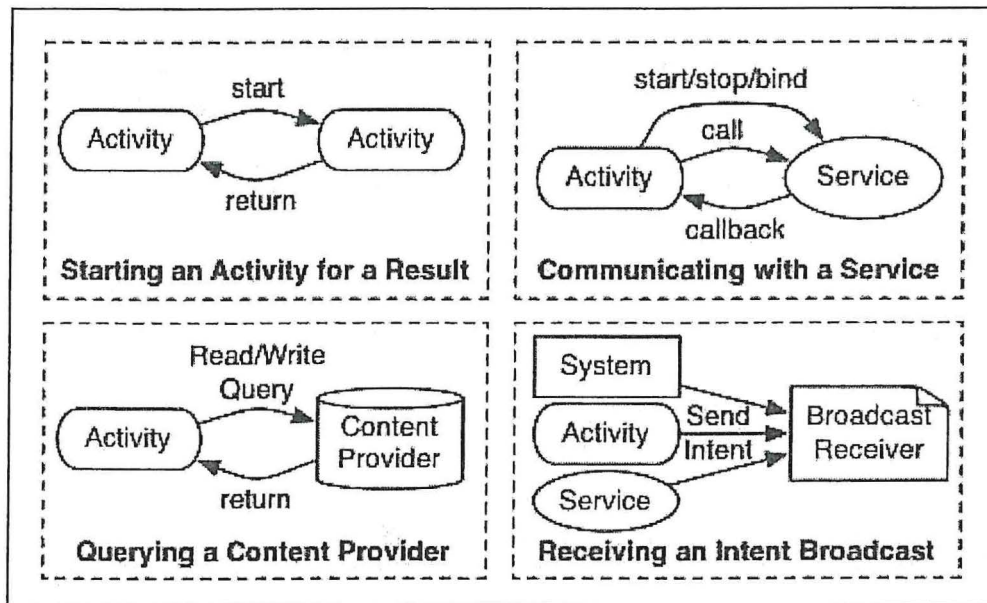 start
Activity
Activity
return
Starting an Activity for a Result
start/stop/bind
call
Activity
Service
callback
Communicating with a Service
Read/Write
Query
Activity
Content
Provider
return
Querying a Content Provider
System
Activity
Send
Intent
Service
Broadcast
Receiver
Receiving an Intent Broadcast